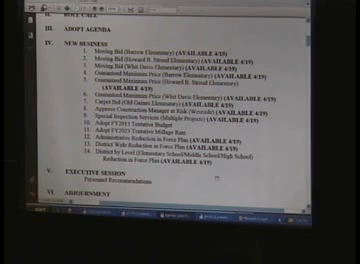 II. ROLL CALL
III. ADOPT AGENDA
IV. NEW BUSINESS
1. Moving Bid (Barrow Elementary) (AVAILABLE 4/19)
2. Moving Bid (Howard B. Stroud Elementary) (AVAILABLE 4/19)
3. Moving Bid (Whit Davis Elementary) (AVAILABLE 4/19)
4. Guaranteed Maximum Price (Barrow Elementary) (AVAILABLE 4/19)
5. Guaranteed Maximum Price (Howard B. Stroud Elementary)
(AVAILABLE 4/19)
6. Guaranteed Maximum Price (Whit Davis Elementary) (AVAILABLE 4/19)
7. Carpet Bid (Old Gaines Elementary) (AVAILABLE 4/19)
8. Approve Construction Manager at Risk (Westside) (AVAILABLE 4/19)
9. Special Inspection Services (Multiple Projects) (AVAILABLE 4/19)
10. Adopt FY2013 Tentative Budget
11. Adopt FY2013 Tentative Millage Rate
12. Administrative Reduction in Force Plan (AVAILABLE 4/19)
13. District Wide Reduction in Force Plan (AVAILABLE 4/19)
14. District by Level (Elementary School/Middle School/High School)
Reduction in Force Plan (AVAILABLE 4/19)
V. EXECUTIVE SESSION
Personnel Recommendations
VI. ADJOURNMENT